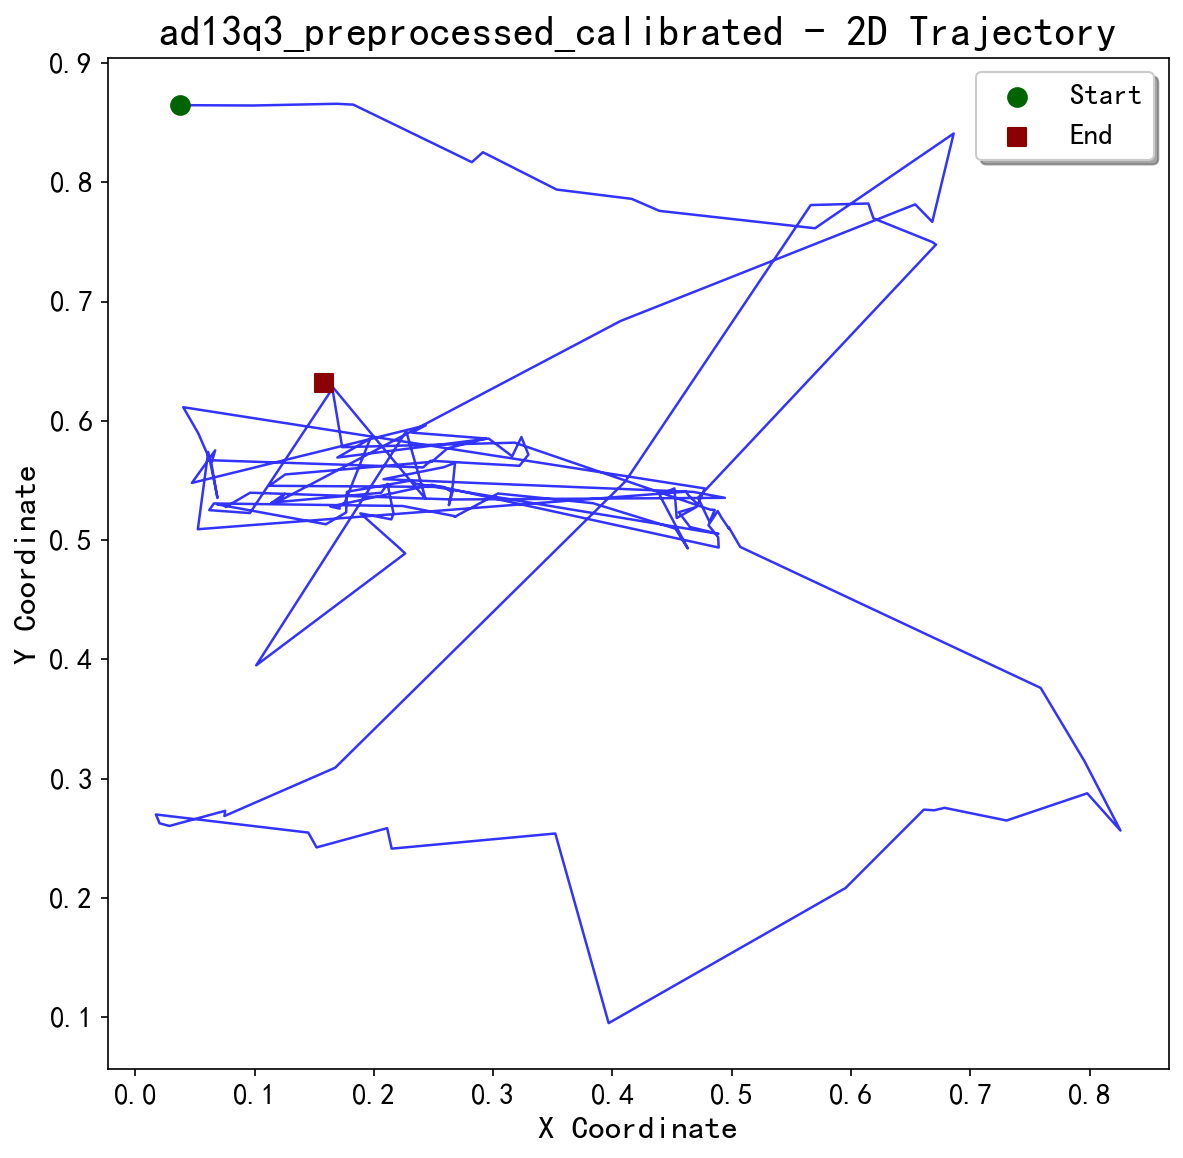 ad13q3_preprocessed_calibrated - 2D Trajectory
Start
End
0.9
0.8
0.7
0.6
0.5
0.4
0.3
0.2
0.1
Y Coordinate
0.0 0.1 0.2 0.3 0.4 0.5 0.6 0.7 0.8
X Coordinate